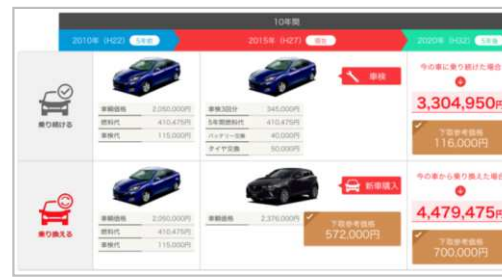 10年間
2010年 (H22) 5年前
2015年 (H27) 現在
2020年 (H32) 5年後
乗り続ける
車輌価格 2,050,000円
燃料代 410,475円
車検代 115,000円
車検3回分 345,000円
5年間燃料代 410,475円
バッテリー交換 40,000円
タイヤ交換 50,000円
車検
今の車に乗り続けた場合
3,304,950円
下取参考価格
116,000円
乗り換える
車輌価格 2,050,000円
燃料代 410,475円
車検代 115,000円
車輌価格 2,376,000円
新車購入
下取参考価格
572,000円
今の車から乗り換えた場合
4,479,475円
下取参考価格
700,000円